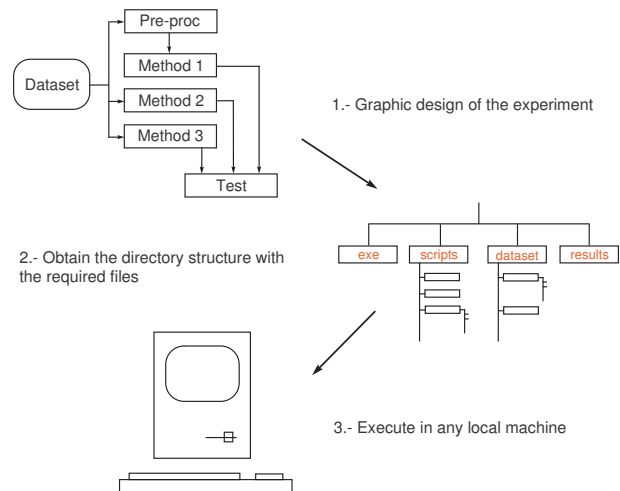 Pre-proc
Dataset
Method 1
Method 2
Method 3
Test
1.- Graphic design of the experiment
2.- Obtain the directory structure with
the required files
exe
scripts
dataset
results
3.- Execute in any local machine